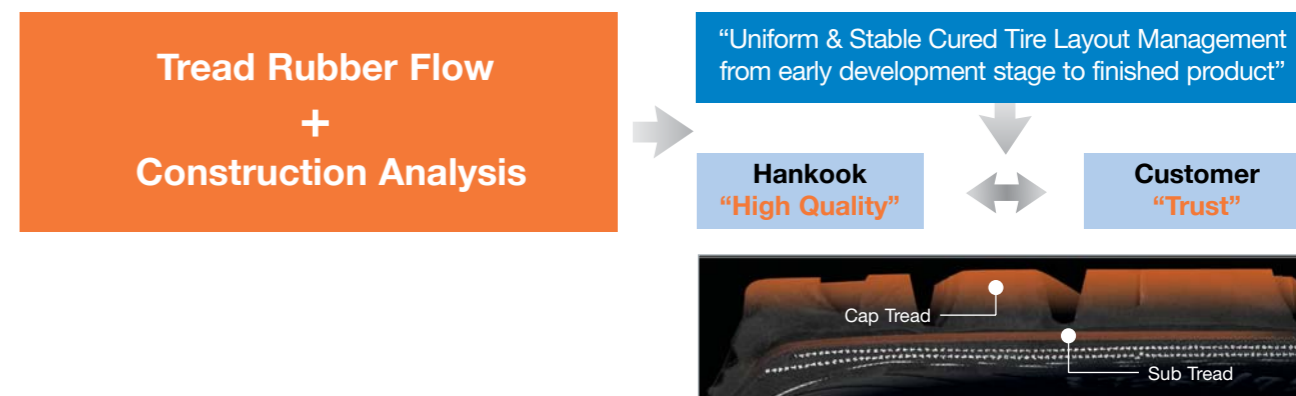 Tread Rubber Flow
+
Construction Analysis
“Uniform & Stable Cured Tire Layout Management
from early development stage to finished product”
Hankook
“High Quality”
Customer
“Trust”
Cap Tread
Sub Tread